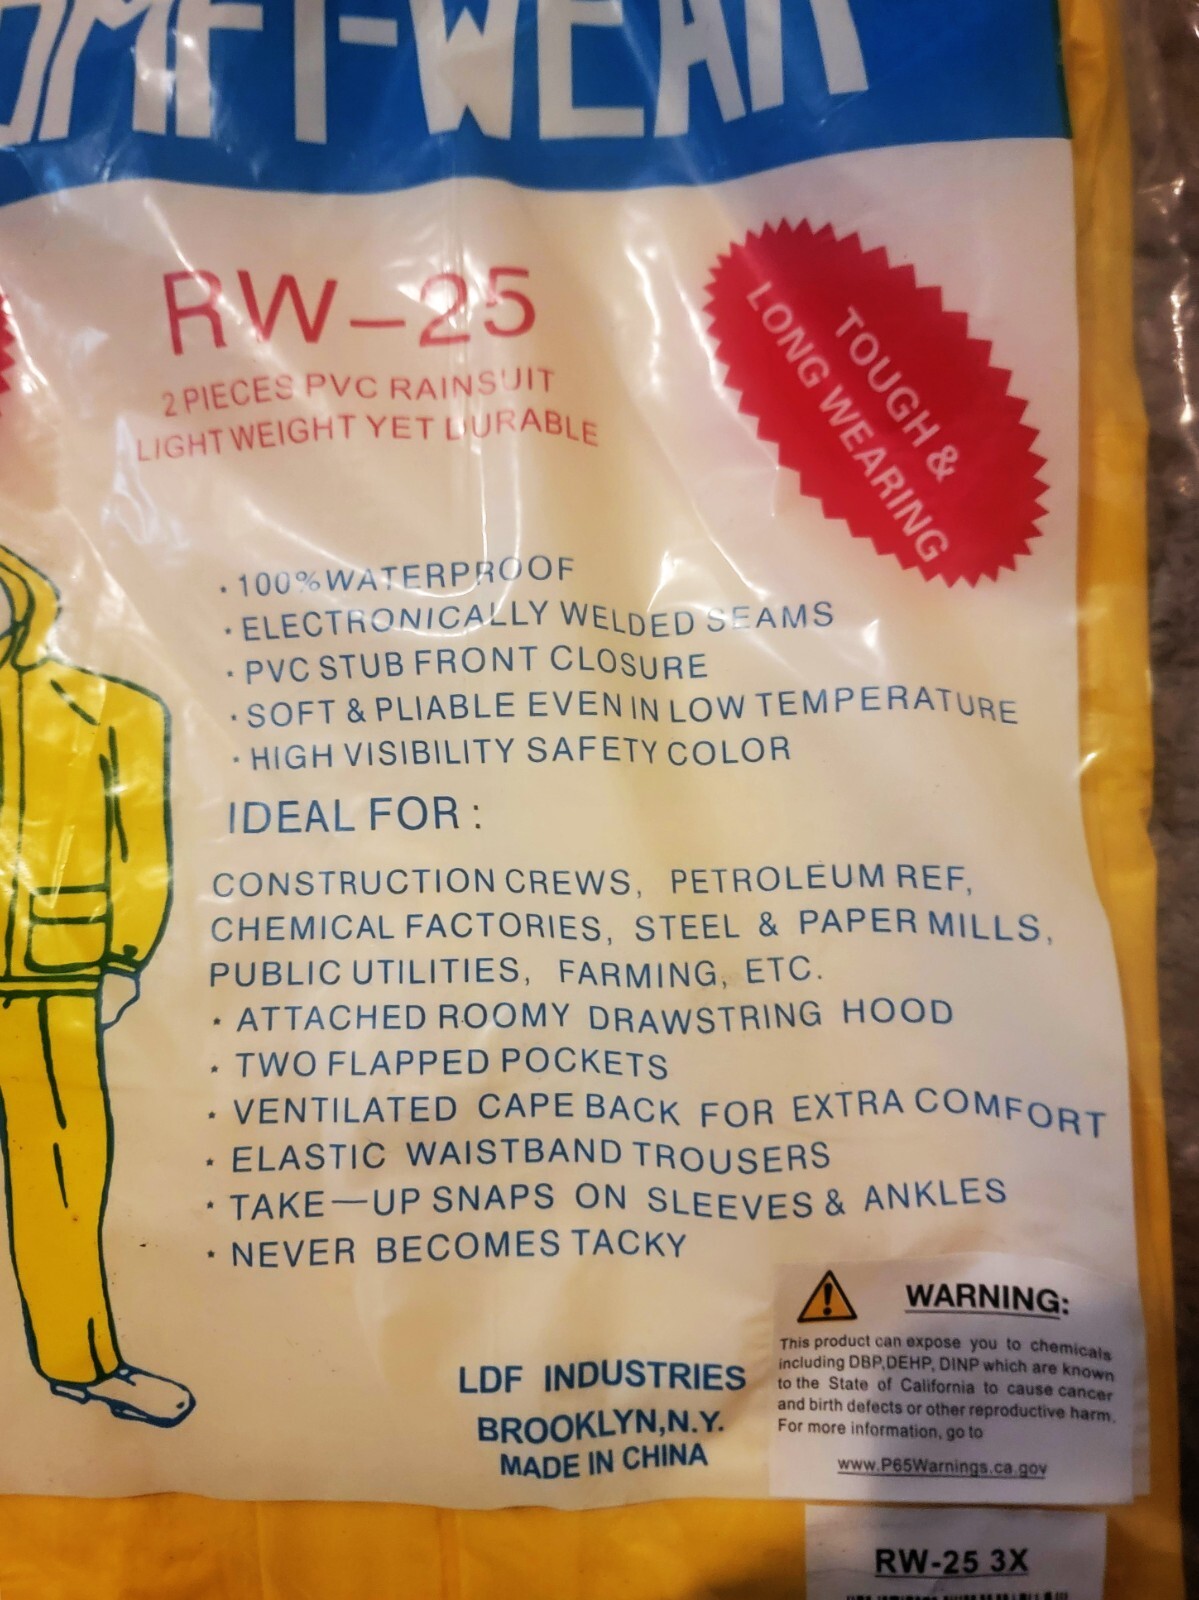 OMFI-WEAR
RW-25
2 PIECES PVC RAINSUIT
LIGHT WEIGHT YET DURABLE
TOUGH &
LONG WEARING
· 100% WATERPROOF
· ELECTRONICALLY WELDED SEAMS
· PVC STUB FRONT CLOSURE
· SOFT & PLIABLE EVEN IN LOW TEMPERATURE
· HIGH VISIBILITY SAFETY COLOR
IDEAL FOR :
CONSTRUCTION CREWS, PETROLEUM REF,
CHEMICAL FACTORIES, STEEL & PAPER MILLS,
PUBLIC UTILITIES, FARMING, ETC.
* ATTACHED ROOMY DRAWSTRING HOOD
* TWO FLAPPED POCKETS
* VENTILATED CAPE BACK FOR EXTRA COMFORT
* ELASTIC WAISTBAND TROUSERS
* TAKE—UP SNAPS ON SLEEVES & ANKLES
* NEVER BECOMES TACKY
LDF INDUSTRIES
BROOKLYN,N.Y.
MADE IN CHINA
WARNING:
This product can expose you to chemicals
including DBP,DEHP, DINP which are known
to the State of California to cause cancer
and birth defects or other reproductive harm.
For more information, go to
www.P65Warnings.ca.gov
RW-25 3X